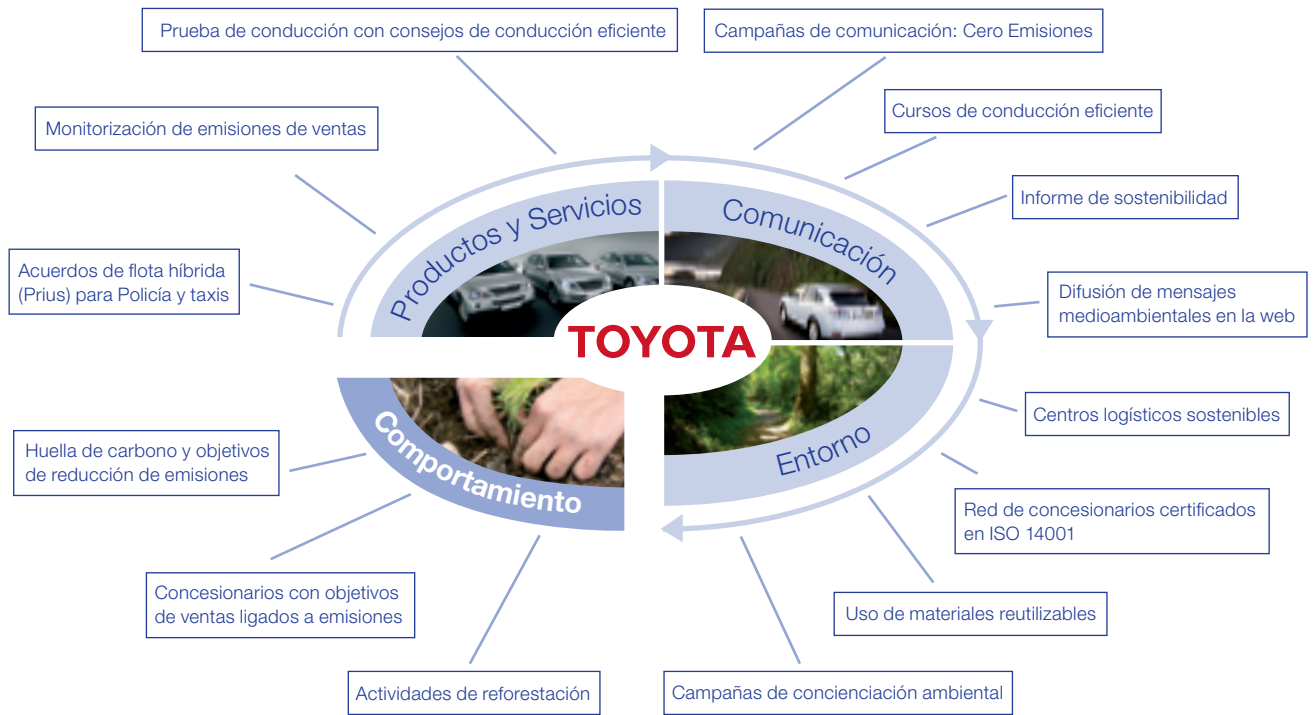 Prueba de conducción con consejos de conducción eficiente
Campañas de comunicación: Cero Emisiones
Monitorización de emisiones de ventas
Cursos de conducción eficiente
Informe de sostenibilidad
Productos y Servicios
Comunicación
Acuerdos de flota híbrida
(Prius) para Policía y taxis
Difusión de mensajes
medioambientales en la web
TOYOTA
Centros logísticos sostenibles
Comportamiento
Entorno
Huella de carbono y objetivos
de reducción de emisiones
Red de concesionarios certificados
en ISO 14001
Concesionarios con objetivos
de ventas ligados a emisiones
Uso de materiales reutilizables
Actividades de reforestación
Campañas de concienciación ambiental